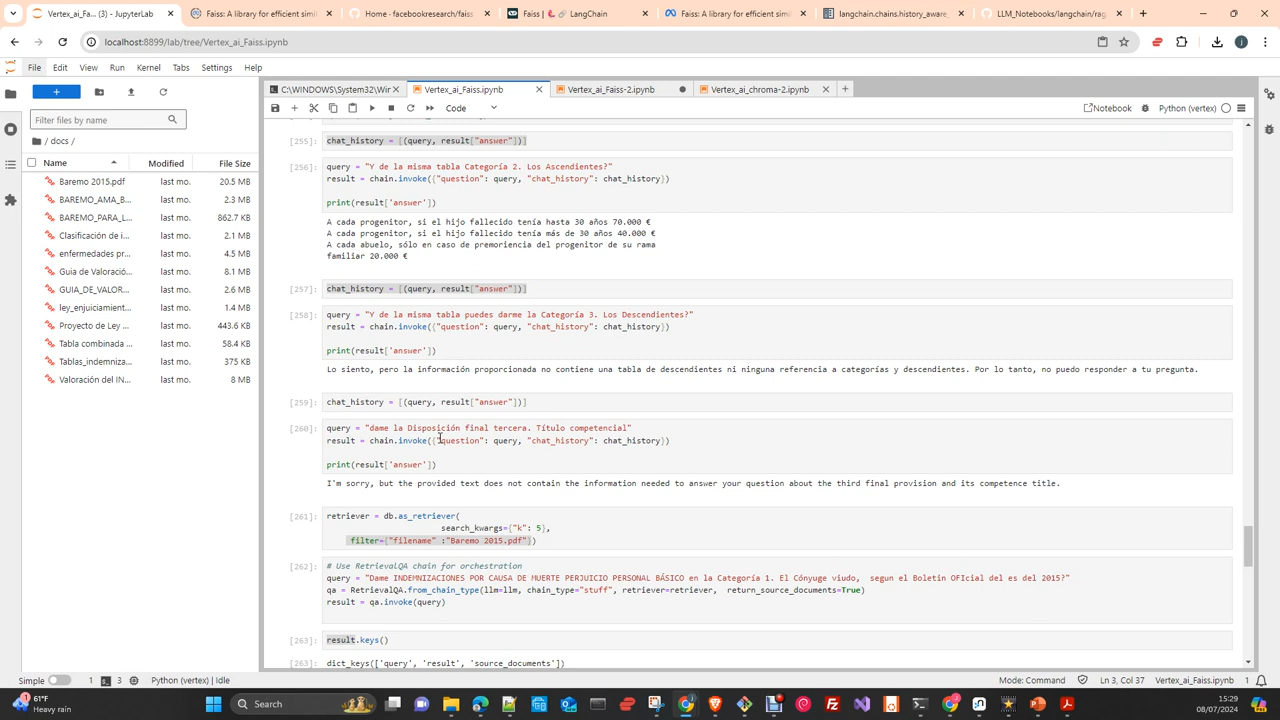 Vertex_ai_Fa... (3) - JupyterLab
Faiss: A library for efficient simil
Home · facebookresearch/faiss
Faiss | 🦜️🔗 LangChain
Faiss: A library for efficient simil
langchain.chains.history_aware_
LLM_Notebooks/langchain/rag
localhost:8899/lab/tree/Vertex_ai_Faiss.ipynb
File Edit View Run Kernel Tabs Settings Help
C:\WINDOWS\System32\Wir
Vertex_ai_Faiss.ipynb
Vertex_ai_Faiss-2.ipynb
Vertex_ai_chroma-2.ipynb
Code
Notebook
Python (vertex)
Filter files by name
/ docs /
Name Modified File Size
Baremo 2015.pdf last mo. 20.5 MB
BAREMO_AMA_B... last mo. 2.3 MB
BAREMO_PARA_L... last mo. 862.7 KB
Clasificación de i... last mo. 2.1 MB
enfermedades pr... last mo. 4.5 MB
Guia de Valoració... last mo. 8.1 MB
GUIA_DE_VALOR... last mo. 2.6 MB
ley_enjuiciamient... last mo. 1.4 MB
Proyecto de Ley ... last mo. 443.6 KB
Tabla combinada ... last mo. 58.4 KB
Tablas_indemniza... last mo. 375 KB
Valoración del IN... last mo. 8 MB
[255]: chat_history = [(query, result["answer"])]
[256]: query = "Y de la misma tabla Categoría 2. Los Ascendientes?"
result = chain.invoke({"question": query, "chat_history": chat_history})
print(result['answer'])
A cada progenitor, si el hijo fallecido tenía hasta 30 años 70.000 €
A cada progenitor, si el hijo fallecido tenía más de 30 años 40.000 €
A cada abuelo, sólo en caso de premoriencia del progenitor de su rama
familiar 20.000 €
[257]: chat_history = [(query, result["answer"])]
[258]: query = "Y de la misma tabla puedes darme la Categoría 3. Los Descendientes?"
result = chain.invoke({"question": query, "chat_history": chat_history})
print(result['answer'])
Lo siento, pero la información proporcionada no contiene una tabla de descendientes ni ninguna referencia a categorías y descendientes. Por lo tanto, no puedo responder a tu pregunta.
[259]: chat_history = [(query, result["answer"])]
[260]: query = "dame la Disposición final tercera. Título competencial"
result = chain.invoke({"question": query, "chat_history": chat_history})
print(result['answer'])
I'm sorry, but the provided text does not contain the information needed to answer your question about the third final provision and its competence title.
[261]: retriever = db.as_retriever(
search_kwargs={"k": 5},
filter={"filename" :"Baremo 2015.pdf"})
[262]: # Use RetrievalQA chain for orchestration
query = "Dame INDEMNIZACIONES POR CAUSA DE MUERTE PERJUICIO PERSONAL BÁSICO en la Categoría 1. El Cónyuge viudo,  segun el Boletin OFIcial del es del 2015?"
qa = RetrievalQA.from_chain_type(llm=llm, chain_type="stuff", retriever=retriever,  return_source_documents=True)
result = qa.invoke(query)
[263]: result.keys()
[263]: dict_keys(['query', 'result', 'source_documents'])
Simple 1 3 Python (vertex) | Idle
Mode: Command Ln 3, Col 37 Vertex_ai_Faiss.ipynb 1
61°F
Heavy rain
Search
15:29
08/07/2024